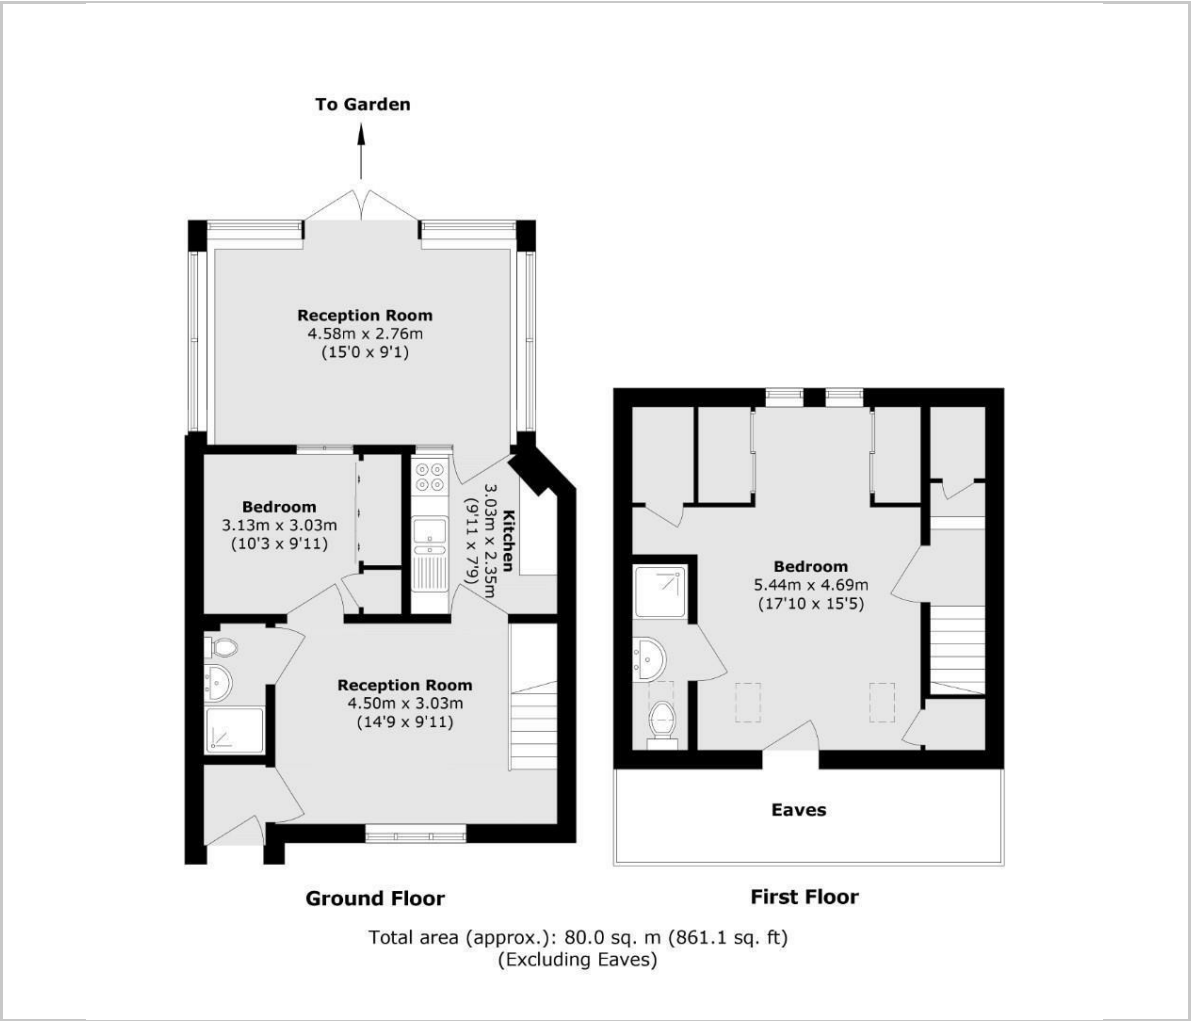 To Garden
Reception Room
4.58m x 2.76m
(15'0 x 9'1)
Bedroom
3.13m x 3.03m
(10'3 x 9'11)
Kitchen
3.03m x 2.35m
(9'11 x 7'9)
Reception Room
4.50m x 3.03m
(14'9 x 9'11)
Ground Floor
Bedroom
5.44m x 4.69m
(17'10 x 15'5)
Eaves
First Floor
Total area (approx.): 80.0 sq. m (861.1 sq. ft)
(Excluding Eaves)